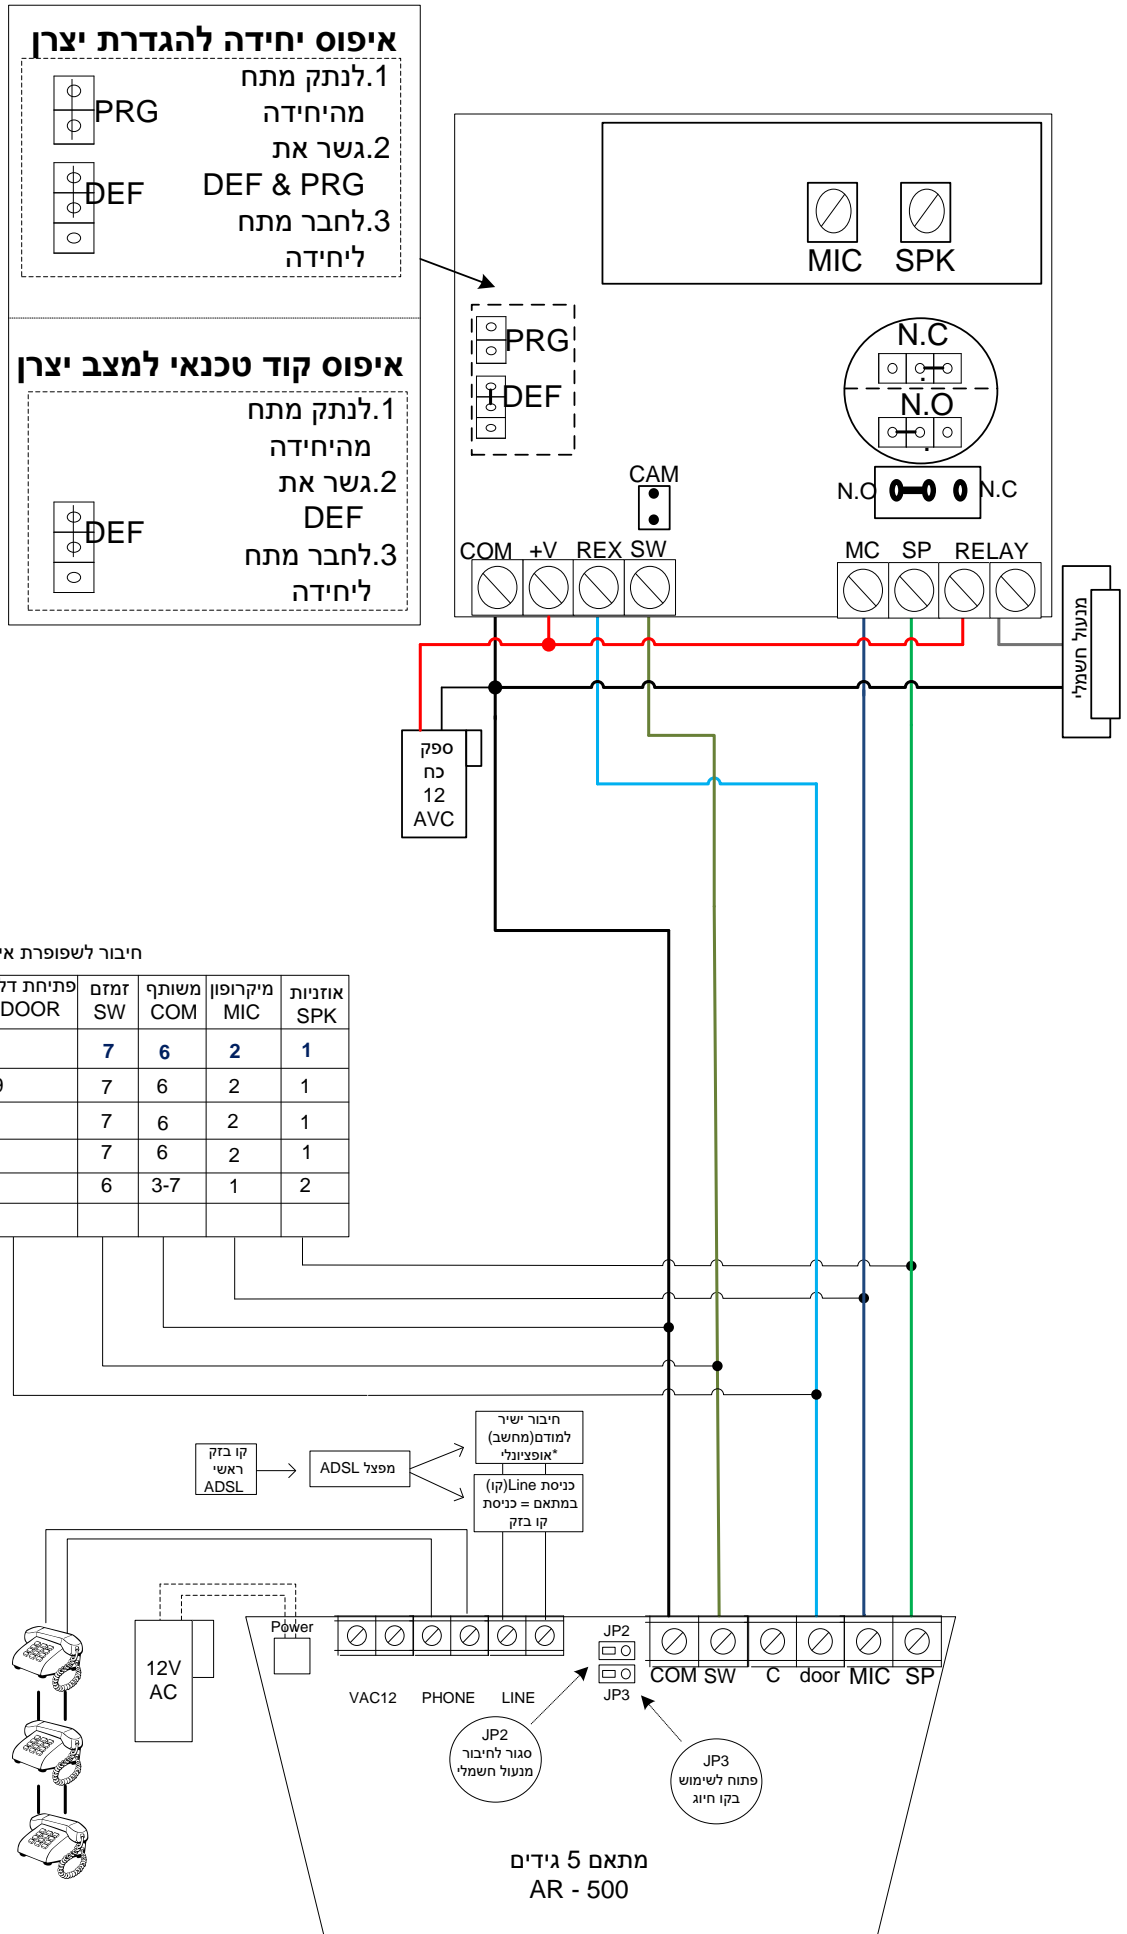 איפוס יחידה להגדרת יצרן
1.לנתק מתח
מהיחידה
2.גשר את
DEF & PRG
3.לחבר מתח
ליחידה
PRG
DEF
איפוס קוד טכנאי למצב יצרן
1.לנתק מתח
מהיחידה
2.גשר את
DEF
3.לחבר מתח
ליחידה
DEF
MIC SPK
PRG
DEF
N.C
N.O
N.O N.C
CAM
COM +V REX SW
MC SP RELAY
מנעול חשמלי
ספק
כח
12
AVC
חיבור לשפופרת אי
אוזניות מיקרופון משותף זמזם פתיחת דל
SPK MIC COM SW DOOR
1 2 6 7
1 2 6 7 9
1 2 6 7
1 2 6 7
2 1 3-7 6
קו בזק
ראשי
ADSL
מפצל ADSL
חיבור ישיר
למודם(מחשב)
*אופציונלי
כניסת Line(קו)
במתאם = כניסת
קו בזק
12V
AC
Power
VAC12 PHONE LINE
JP2
JP3
COM SW C door MIC SP
JP2
סגור לחיבור
מנעול חשמלי
JP3
פתוח לשימוש
בקו חיוג
מתאם 5 גידים
AR - 500